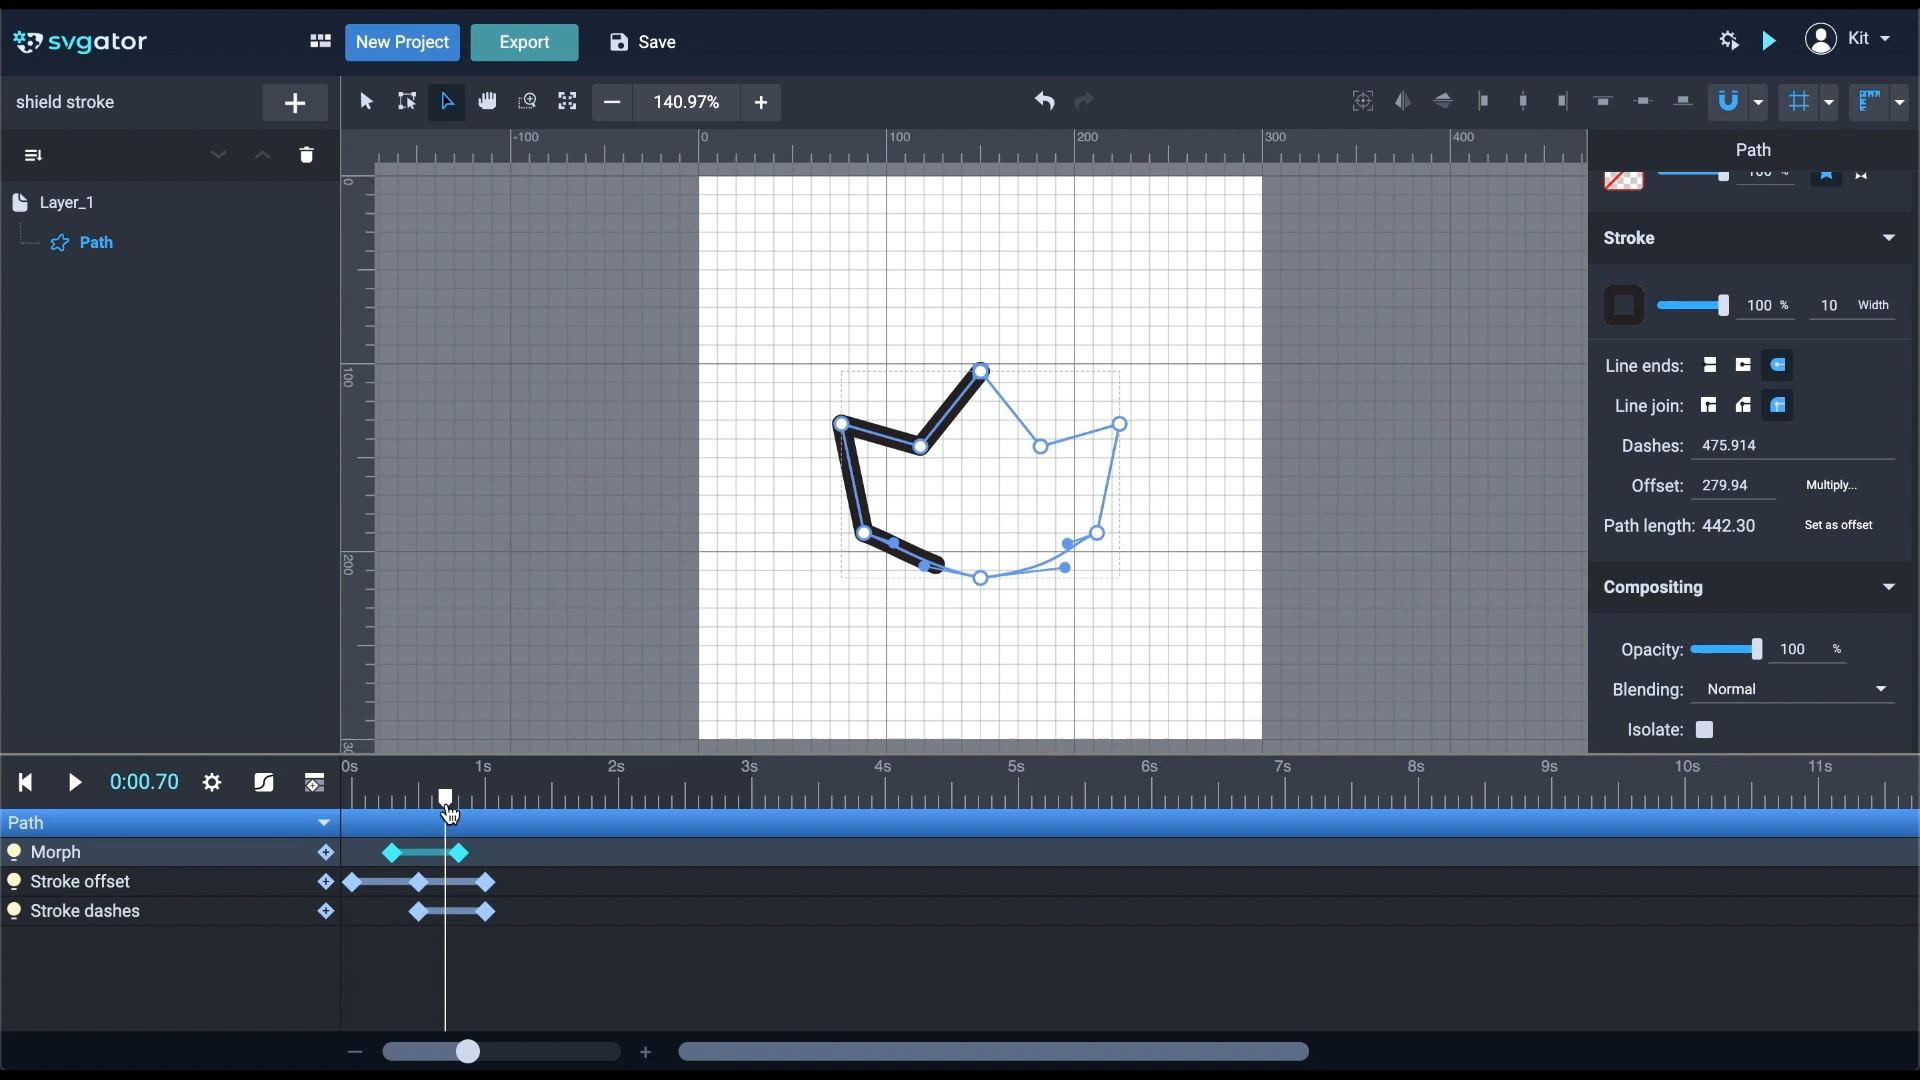 svgator
New Project
Export
Save
Kit
shield stroke
140.97%
-100 0 100 200 300 400
Path
Layer_1
Path
0
100
200
Stroke
100 % 10 Width
Line ends:
Line join:
Dashes: 475.914
Offset: 279.94 Multiply...
Path length: 442.30 Set as offset
Compositing
Opacity: 100 %
Blending: Normal
Isolate:
0:00.70
0s 1s 2s 3s 4s 5s 6s 7s 8s 9s 10s 11s
Path
Morph
Stroke offset
Stroke dashes